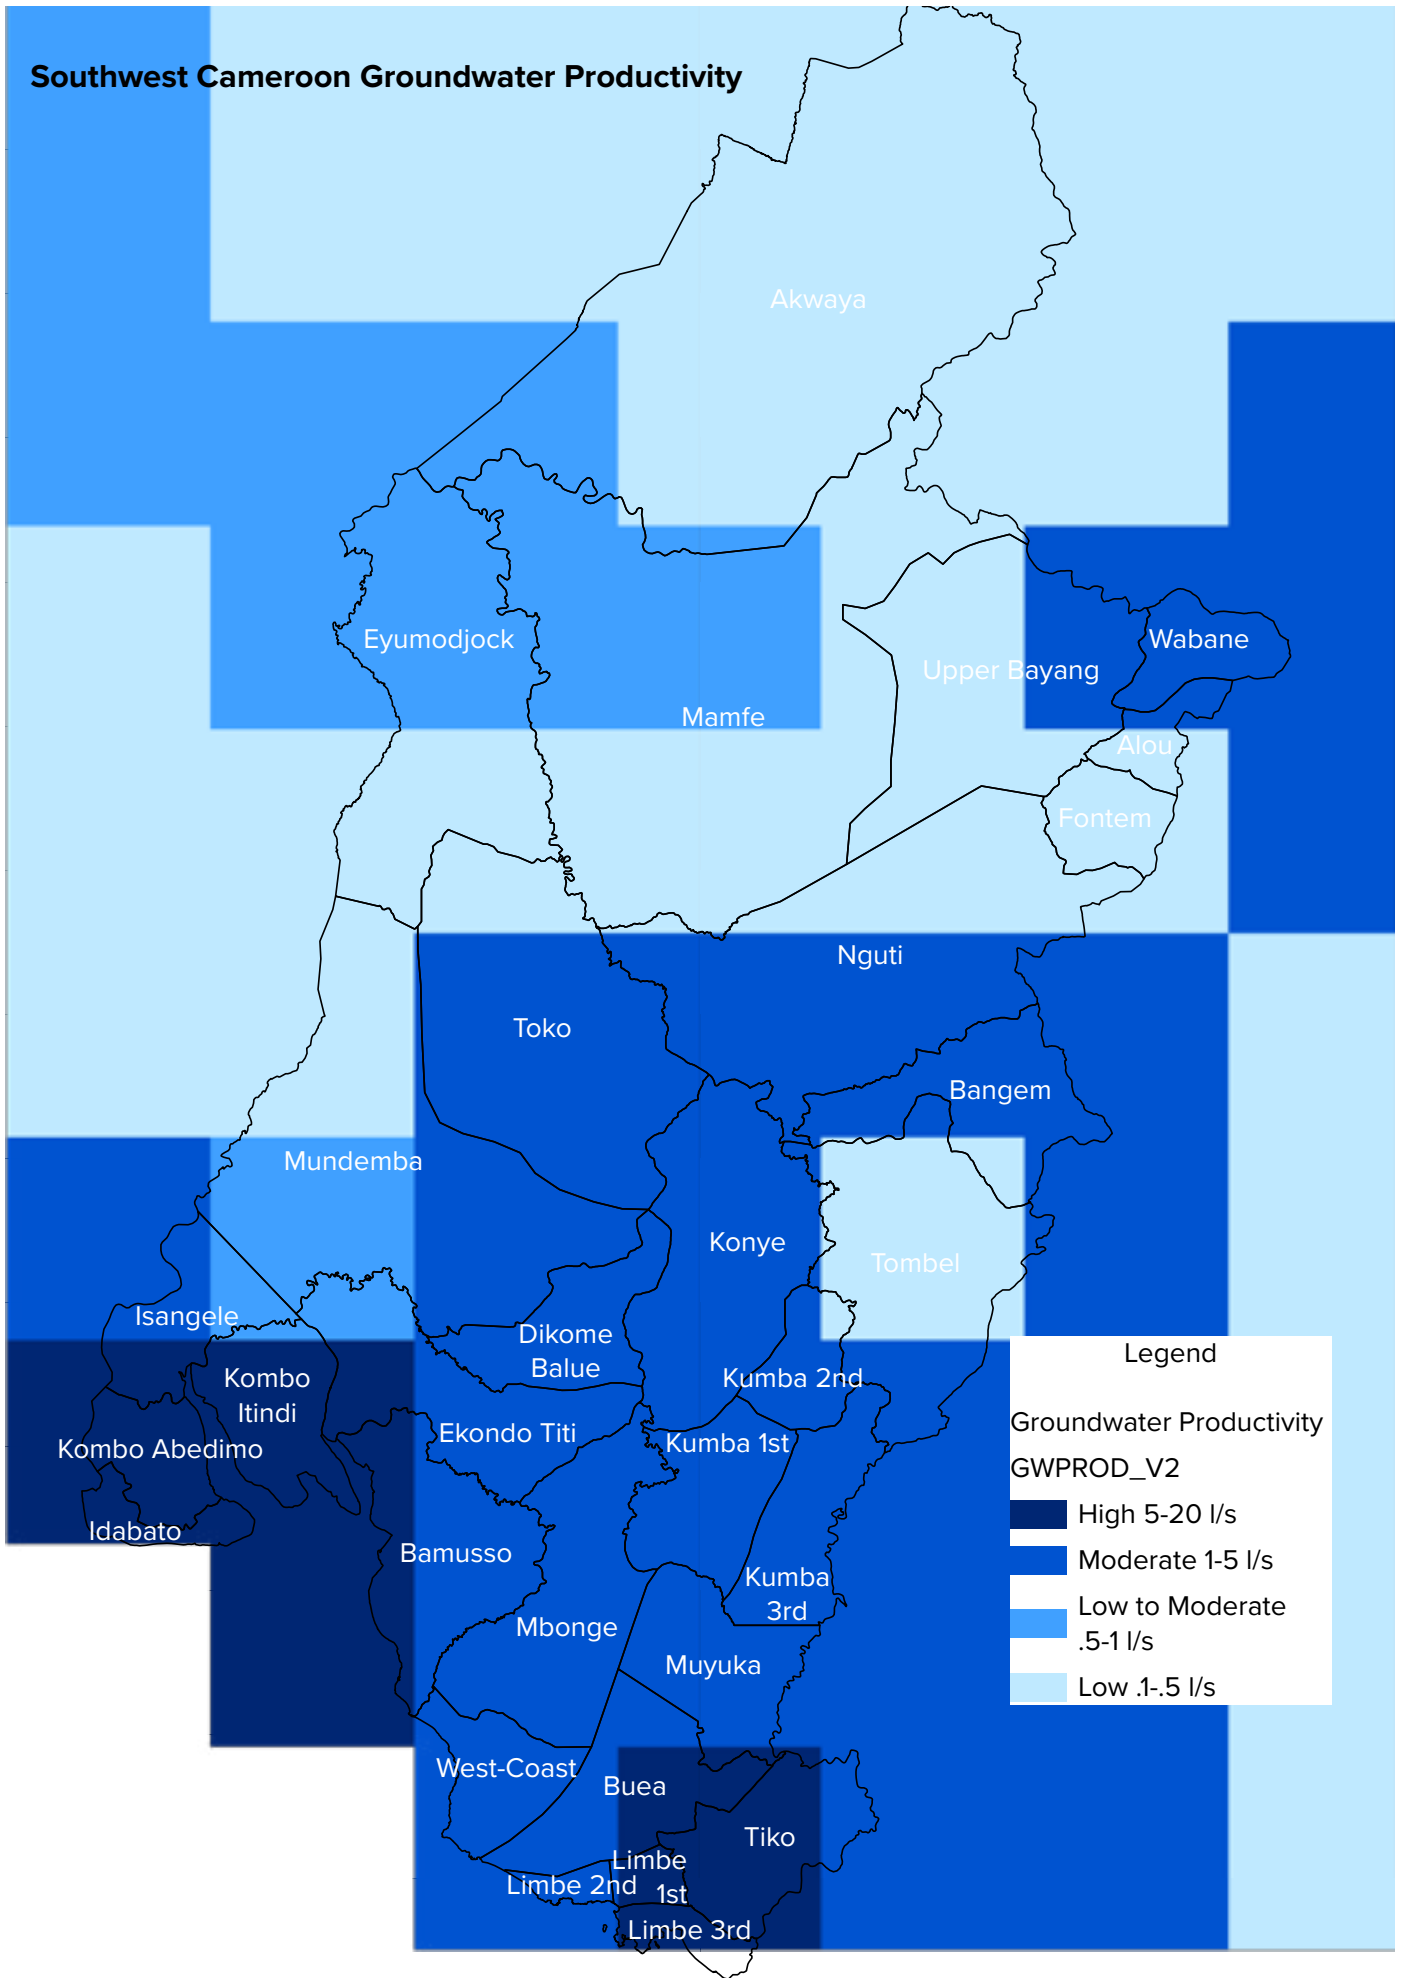 Southwest Cameroon Groundwater Productivity
Akwaya
Eyumodjock
Wabane
Upper Bayang
Mamfe
Alou
Fontem
Nguti
Toko
Bangem
Mundemba
Konye
Tombel
Isangele
Dikome
Balue
Kombo
Itindi
Kumba 2nd
Ekondo Titi
Kumba 1st
Kombo Abedimo
Idabato
Bamusso
Kumba
3rd
Mbonge
Muyuka
West-Coast
Buea
Tiko
Limbe
1st
Limbe 2nd
Limbe 3rd
Legend
Groundwater Productivity
GWPROD_V2
High 5-20 l/s
Moderate 1-5 l/s
Low to Moderate
.5-1 l/s
Low .1-.5 l/s